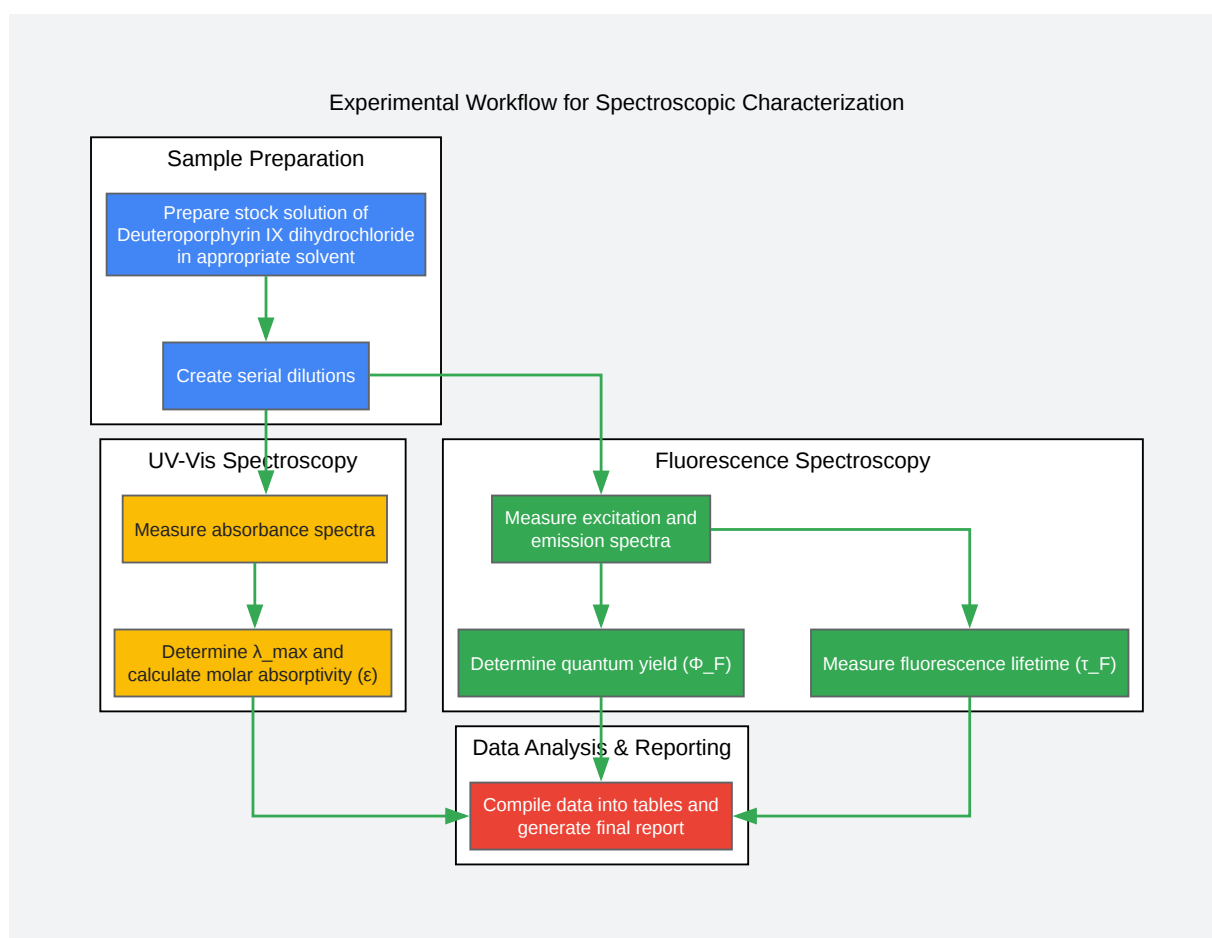 Experimental Workflow for Spectroscopic Characterization
Sample Preparation
Prepare stock solution of
Deuteroporphyrin IX dihydrochloride
in appropriate solvent
Create serial dilutions
UV-Vis Spectroscopy
Measure absorbance spectra
Determine λ_max and
calculate molar absorptivity (ε)
Fluorescence Spectroscopy
Measure excitation and
emission spectra
Determine quantum yield (Φ_F)
Measure fluorescence lifetime (τ_F)
Data Analysis & Reporting
Compile data into tables and
generate final report